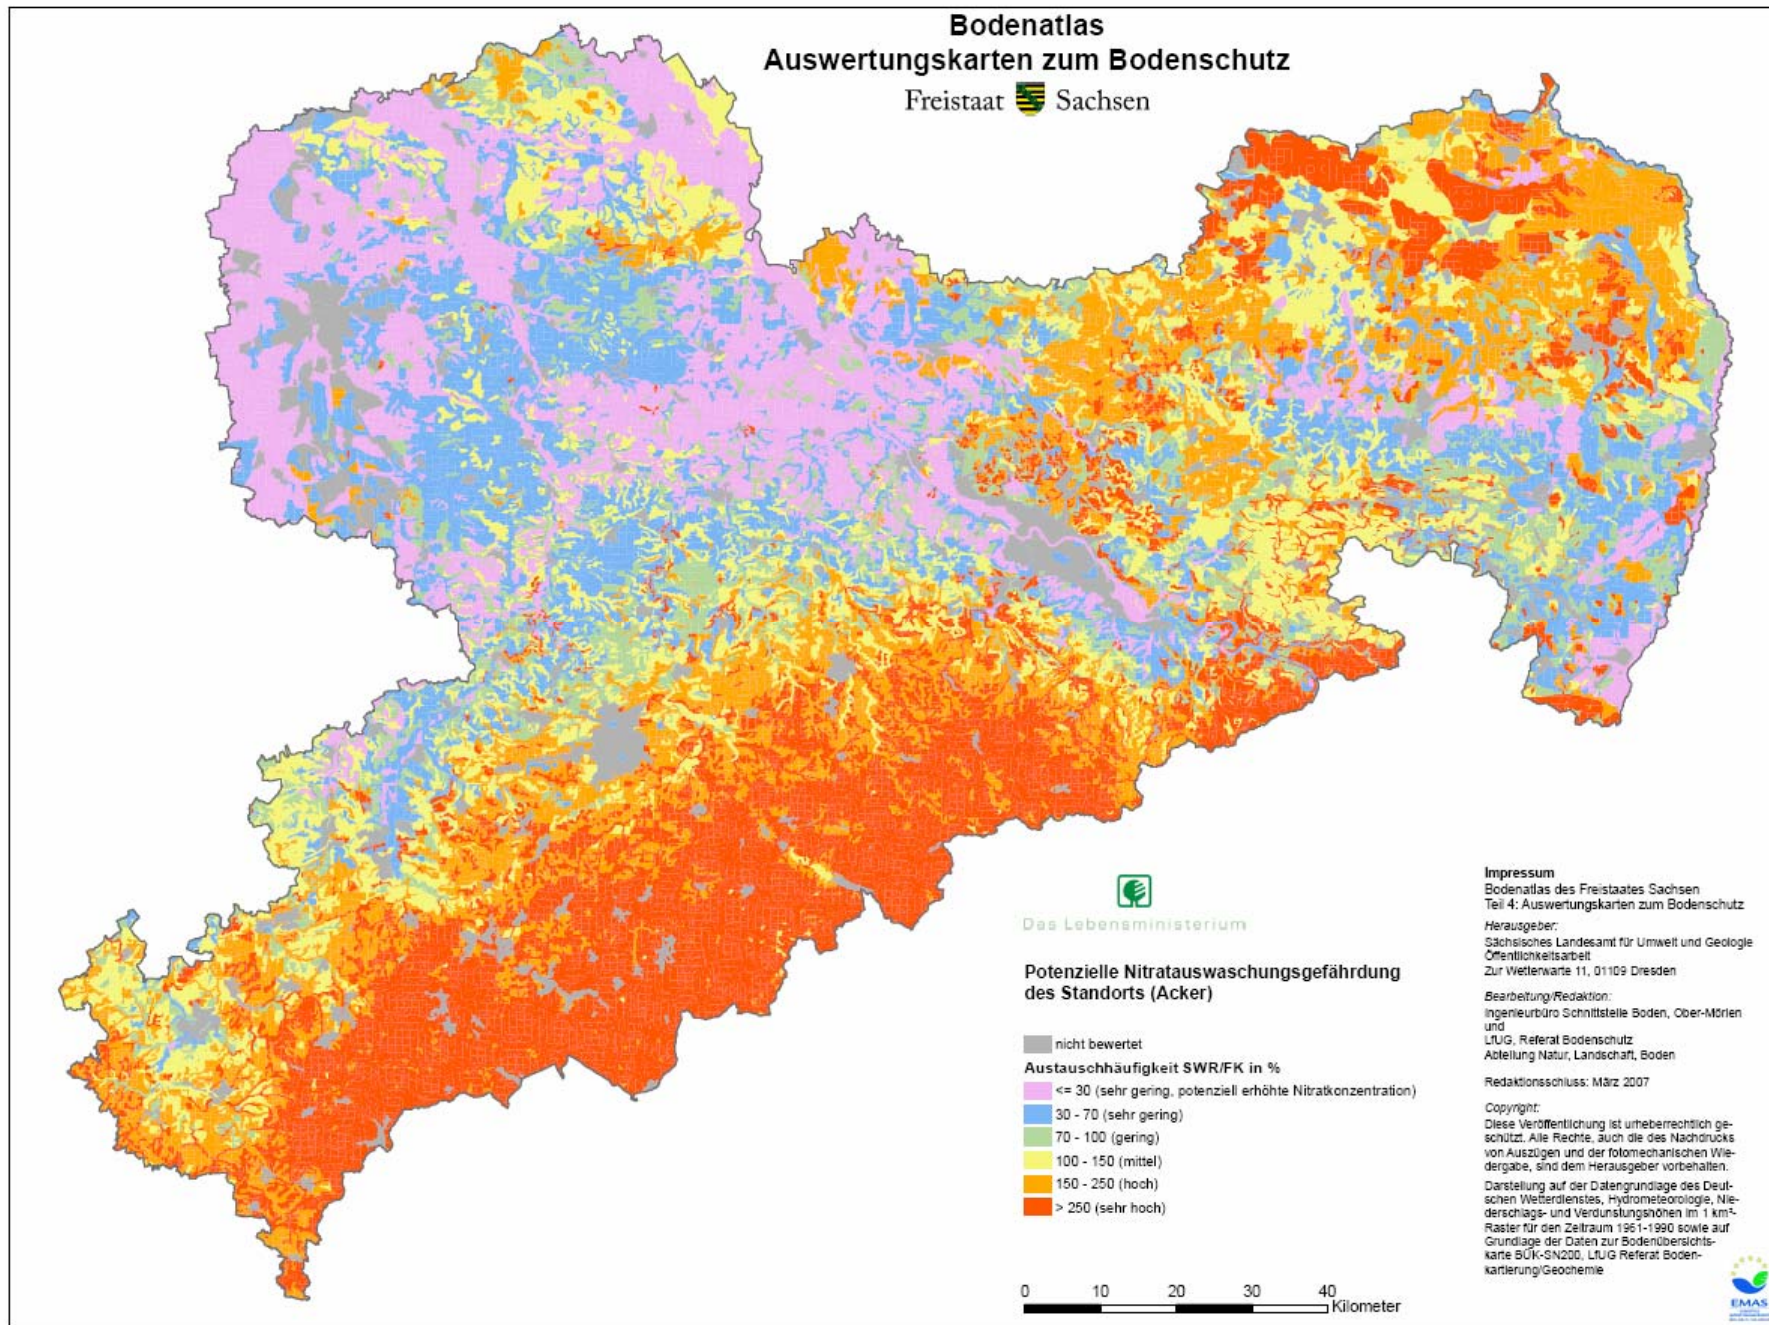 Bodenatlas
Auswertungskarten zum Bodenschutz
Freistaat Sachsen
Das Lebensministerium
Potenzielle Nitratauswaschungsgefährdung
des Standorts (Acker)
nicht bewertet
Austauschhäufigkeit SWR/FK in %
<= 30 (sehr gering, potenziell erhöhte Nitratkonzentration)
30 - 70 (sehr gering)
70 - 100 (gering)
100 - 150 (mittel)
150 - 250 (hoch)
> 250 (sehr hoch)
0 10 20 30 40
Kilometer
Impressum
Bodenatlas des Freistaates Sachsen
Teil 4: Auswertungskarten zum Bodenschutz
Herausgeber:
Sächsisches Landesamt für Umwelt und Geologie
Öffentlichkeitsarbeit
Zur Wetterwarte 11, 01109 Dresden
Bearbeitung/Redaktion:
Ingenieurbüro Schnittstelle Boden, Ober-Mörlen
und
LfUG, Referat Bodenschutz
Abteilung Natur, Landschaft, Boden
Redaktionsschluss: März 2007
Copyright:
Diese Veröffentlichung ist urheberrechtlich ge-
schützt. Alle Rechte, auch die des Nachdrucks
von Auszügen und der fotomechanischen Wie-
dergabe, sind dem Herausgeber vorbehalten.
Darstellung auf der Datengrundlage des Deut-
schen Wetterdienstes, Hydrometeorologie, Nie-
derschlags- und Verdunstungshöhen im 1 km²-
Raster für den Zeitraum 1961-1990 sowie auf
Grundlage der Daten zur Bodenübersichts-
karte BÜK-SN200, LfUG Referat Boden-
kartierung/Geochemie
EMAS